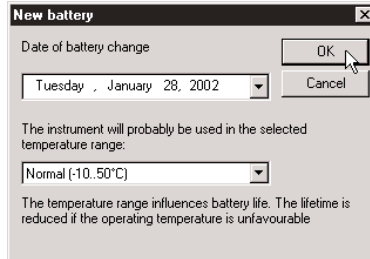 New battery
Date of battery change
OK
Tuesday , January 28, 2002
Cancel
The instrument will probably be used in the selected
temperature range:
Normal (-10..50°C)
The temperature range influences battery life. The lifetime is
reduced if the operating temperature is unfavourable